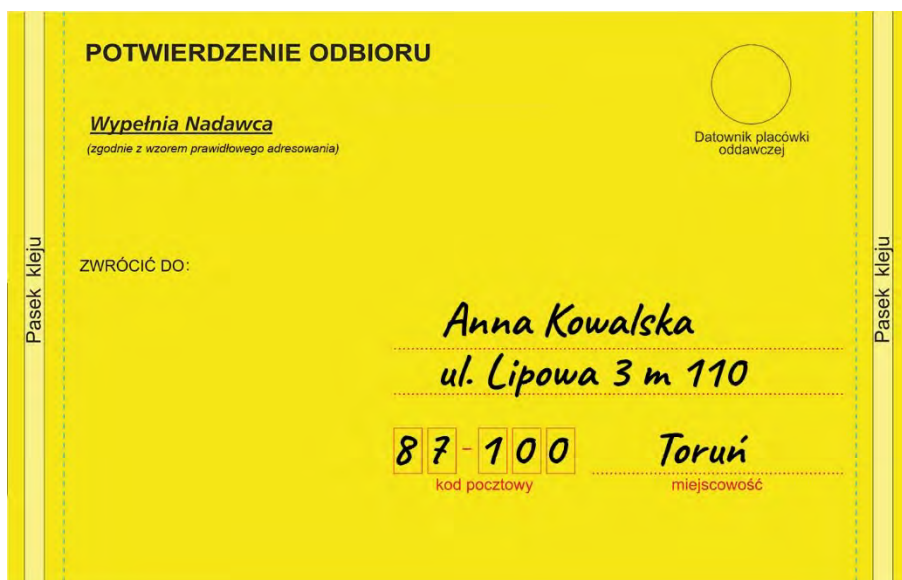 POTWIERDZENIE ODBIORU
Wypełnia Nadawca
(zgodnie z wzorem prawidłowego adresowania)
Datownik placówki
oddawczej
Pasek kleju
ZWRÓCIĆ DO:
Anna Kowalska
ul. Lipowa 3 m 110
87-100 Toruń
kod pocztowy miejscowość
Pasek kleju